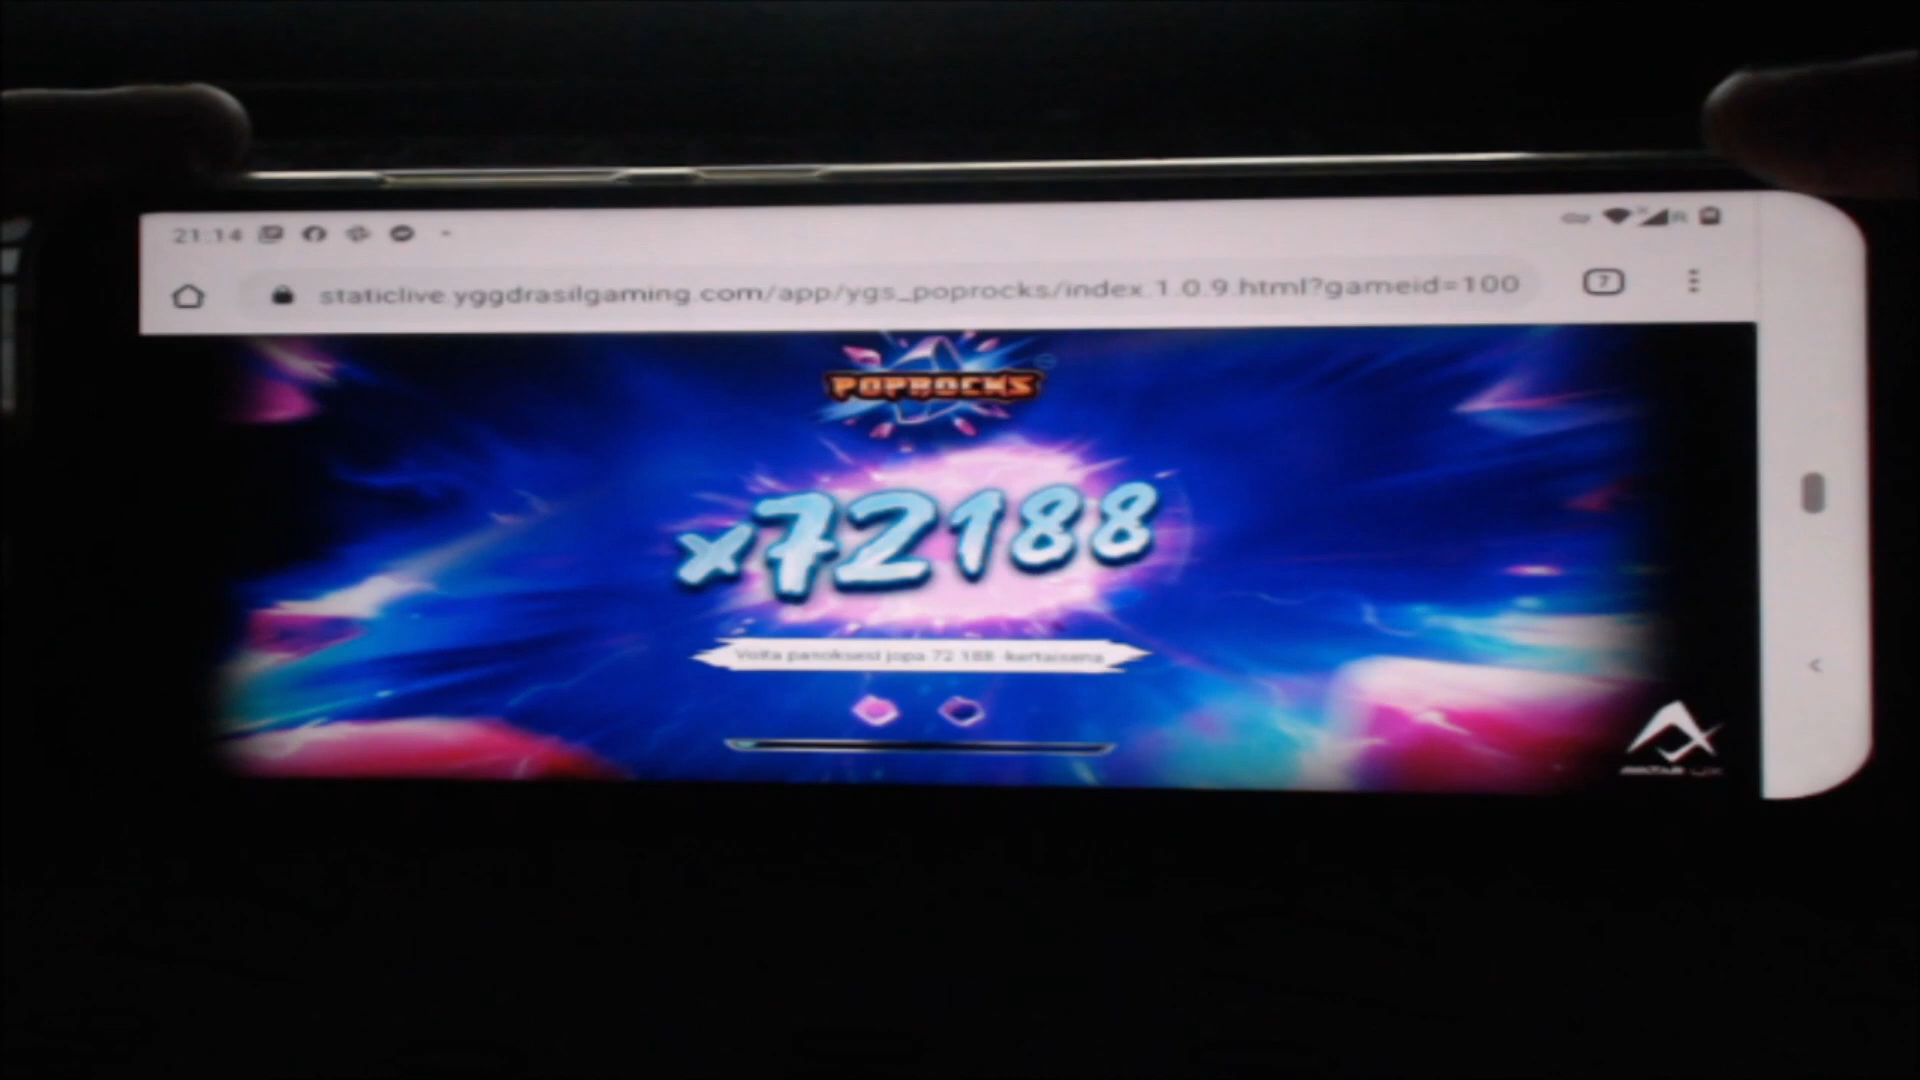 21:14
staticlive.yggdrasilgaming.com/app/ygs_poprocks/index.1.0.9.html?gameid=100
7
POPROCKS
x72188
Voita panoksesi jopa 72 188 -kertaisena